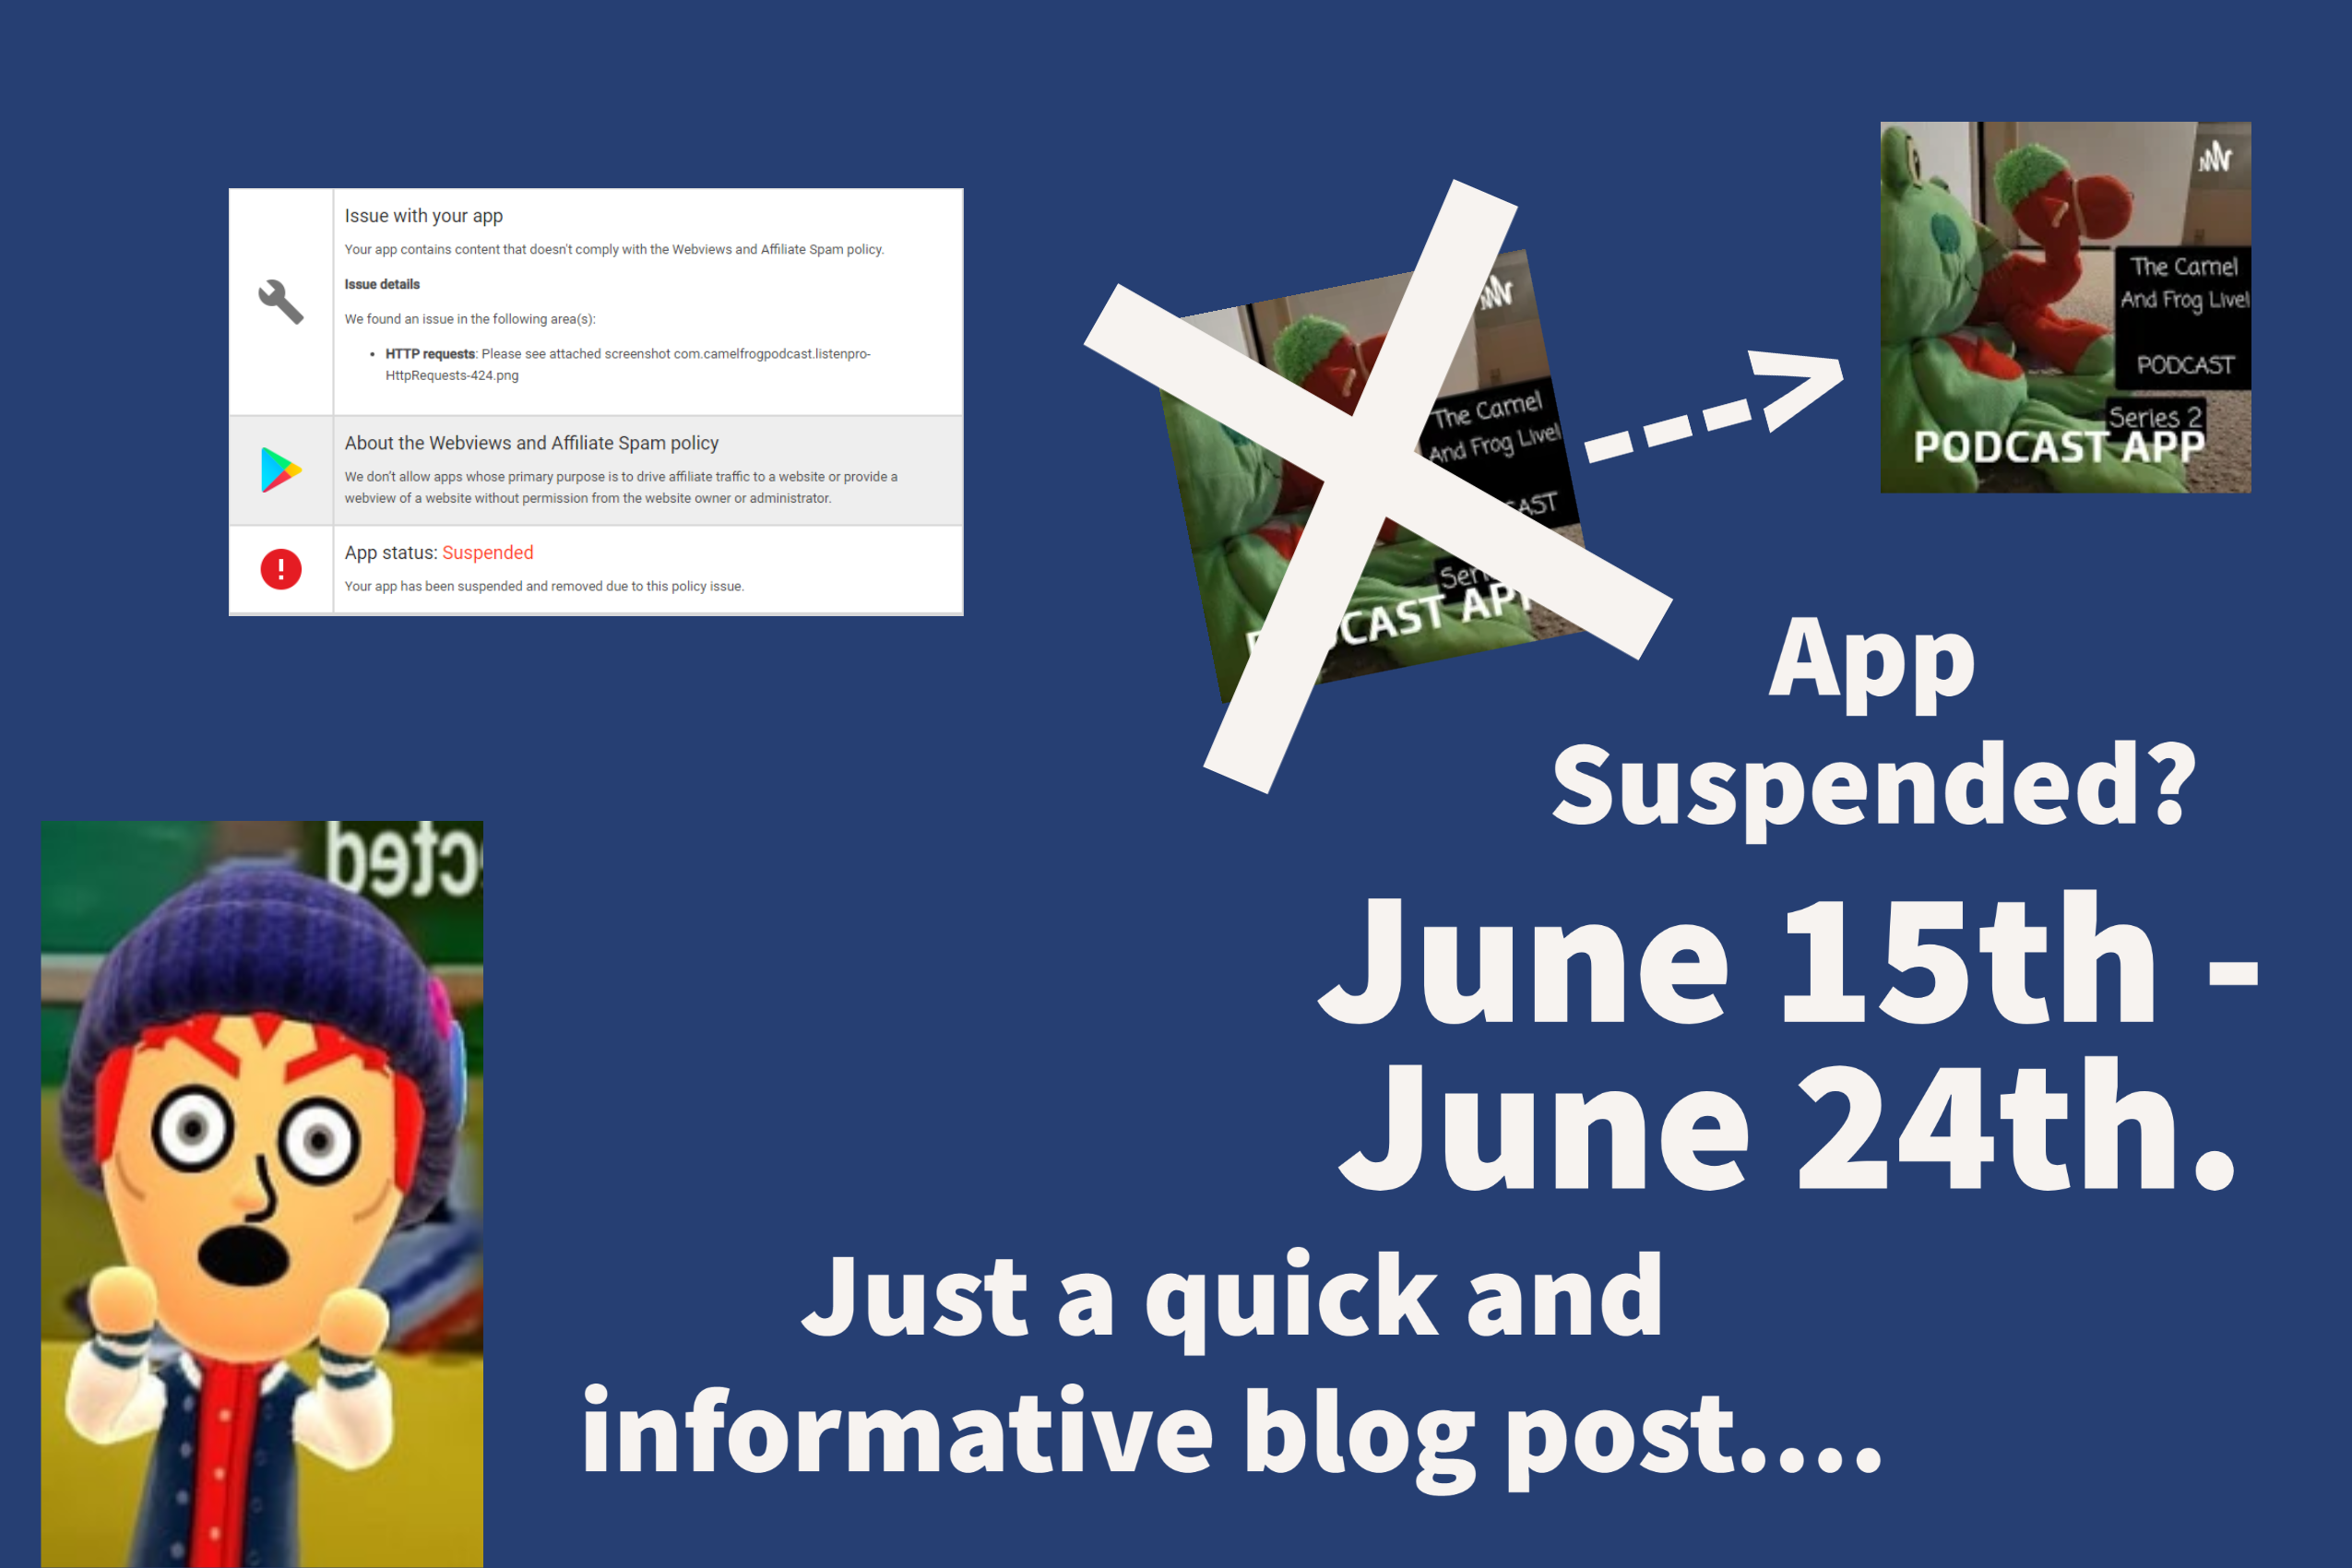 Issue with your app
Your app contains content that doesn't comply with the Webviews and Affiliate Spam policy.
Issue details
We found an issue in the following area(s):
• HTTP requests: Please see attached screenshot com.camelfrogpodcast.listenpro-
HttpRequests-424.png
About the Webviews and Affiliate Spam policy
We don't allow apps whose primary purpose is to drive affiliate traffic to a website or provide a
webview of a website without permission from the website owner or administrator.
App status: Suspended
Your app has been suspended and removed due to this policy issue.
The Camel
And Frog Live!
CAST
Ser
CAST AP
The Camel
And Frog Live!
PODCAST
Series 2
PODCAST APP
App
Suspended?
June 15th -
June 24th.
cted
Just a quick and
informative blog post....